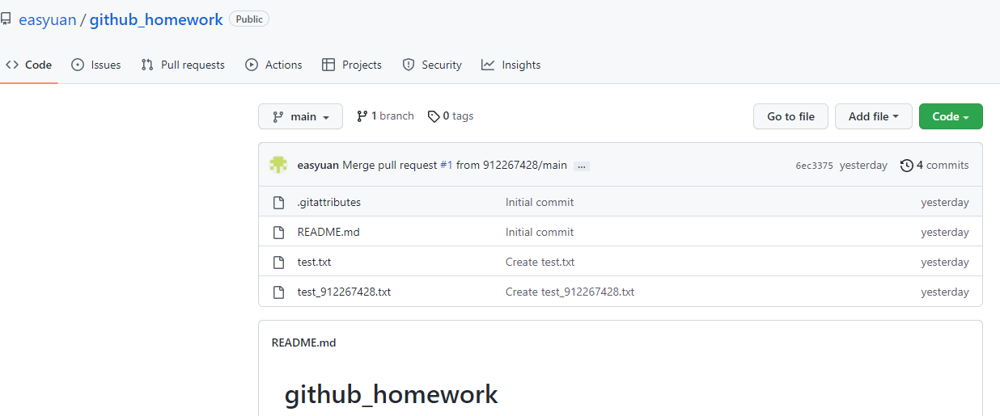 easyuan / github_homework Public
Code Issues Pull requests Actions Projects Security Insights
main 1 branch 0 tags Go to file Add file Code
easyuan Merge pull request #1 from 912267428/main ... 6ec3375 yesterday 4 commits
.gitattributes Initial commit yesterday
README.md Initial commit yesterday
test.txt Create test.txt yesterday
test_912267428.txt Create test_912267428.txt yesterday
README.md
github_homework